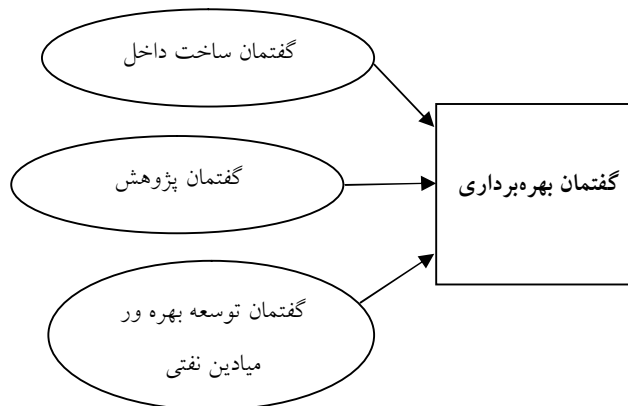 گفتمان ساخت داخل
گفتمان پژوهش
گفتمان بهره‌برداری
گفتمان توسعه بهره ور
میادین نفتی